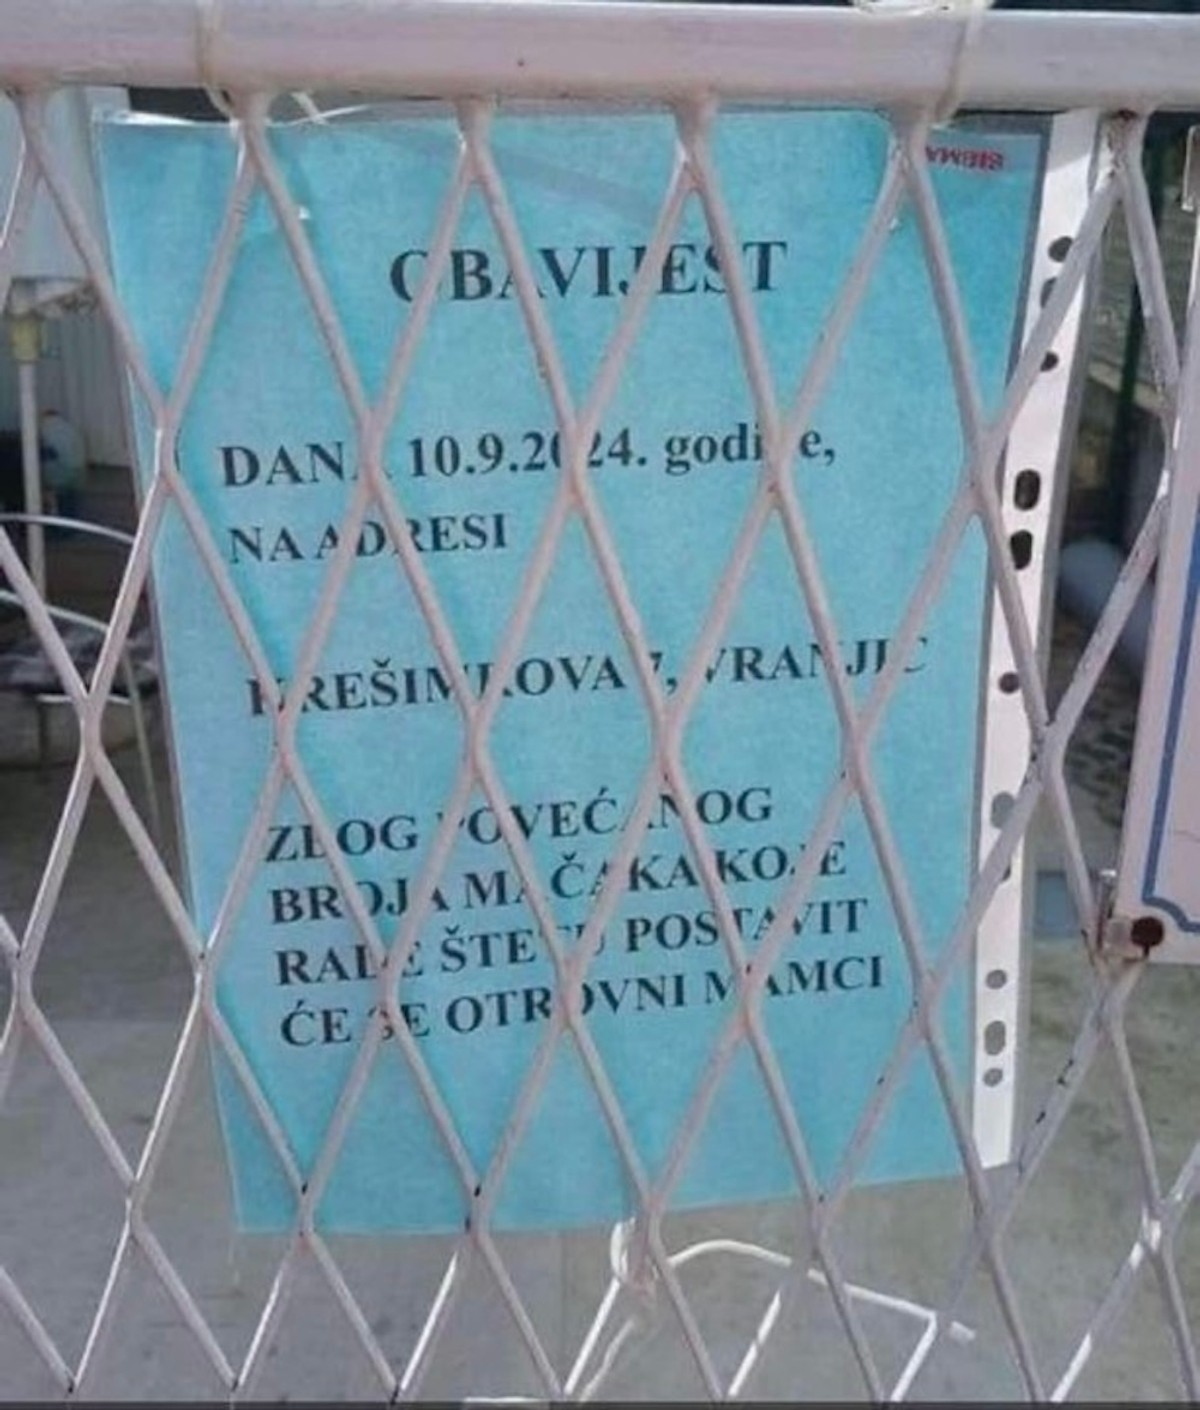 SIGMA
OBAVIJEST
DANA 10.9.2024. godine,
NA ADRESI
KREŠIMIROVA 7, VRANJIC
ZBOG POVEĆANOG
BROJA MAČAKA KOJE
RADE ŠTETU POSTAVIT
ĆE SE OTROVNI MAMCI